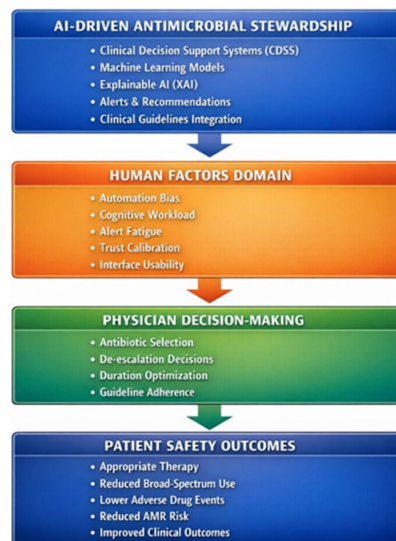 AI-DRIVEN ANTIMICROBIAL STEWARDSHIP
• Clinical Decision Support Systems (CDSS)
• Machine Learning Models
• Explainable AI (XAI)
• Alerts & Recommendations
• Clinical Guidelines Integration
HUMAN FACTORS DOMAIN
• Automation Bias
• Cognitive Workload
• Alert Fatigue
• Trust Calibration
• Interface Usability
PHYSICIAN DECISION-MAKING
• Antibiotic Selection
• De-escalation Decisions
• Duration Optimization
• Guideline Adherence
PATIENT SAFETY OUTCOMES
• Appropriate Therapy
• Reduced Broad-Spectrum Use
• Lower Adverse Drug Events
• Reduced AMR Risk
• Improved Clinical Outcomes